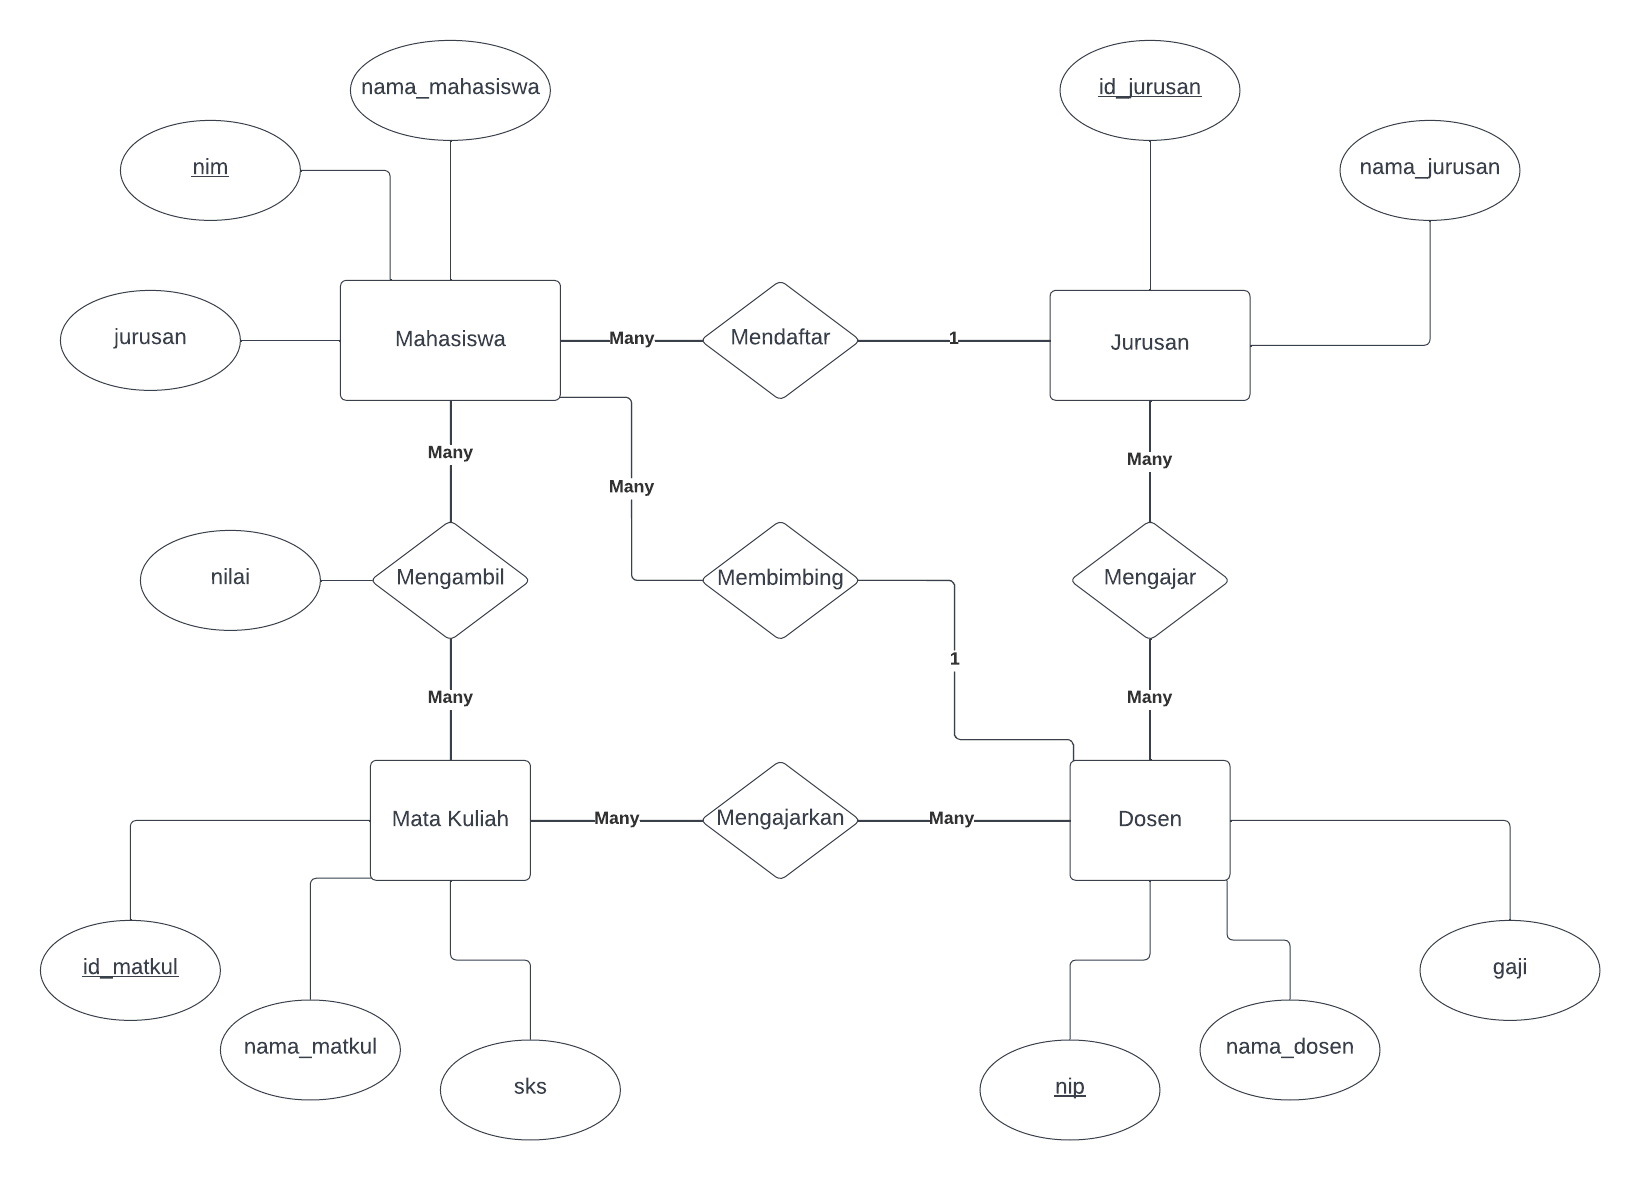 nama_mahasiswa
id_jurusan
nim
nama_jurusan
jurusan
Mahasiswa
Many
Mendaftar
1
Jurusan
Many
Many
Many
nilai
Mengambil
Membimbing
Mengajar
1
Many
Many
Mata Kuliah
Many
Mengajarkan
Many
Dosen
id_matkul
gaji
nama_matkul
nama_dosen
sks
nip